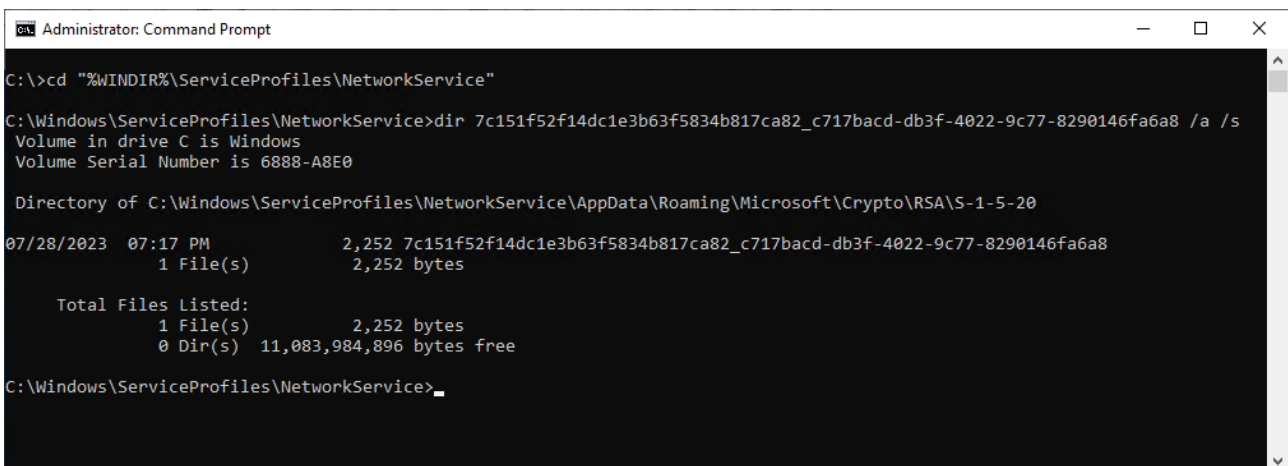 Administrator: Command Prompt
C:\>cd "%WINDIR%\ServiceProfiles\NetworkService"
C:\Windows\ServiceProfiles\NetworkService>dir 7c151f52f14dc1e3b63f5834b817ca82_c717bacd-db3f-4022-9c77-8290146fa6a8 /a /s
 Volume in drive C is Windows
 Volume Serial Number is 6888-A8E0
 Directory of C:\Windows\ServiceProfiles\NetworkService\AppData\Roaming\Microsoft\Crypto\RSA\S-1-5-20
07/28/2023  07:17 PM             2,252 7c151f52f14dc1e3b63f5834b817ca82_c717bacd-db3f-4022-9c77-8290146fa6a8
               1 File(s)          2,252 bytes
     Total Files Listed:
               1 File(s)          2,252 bytes
               0 Dir(s)  11,083,984,896 bytes free
C:\Windows\ServiceProfiles\NetworkService>